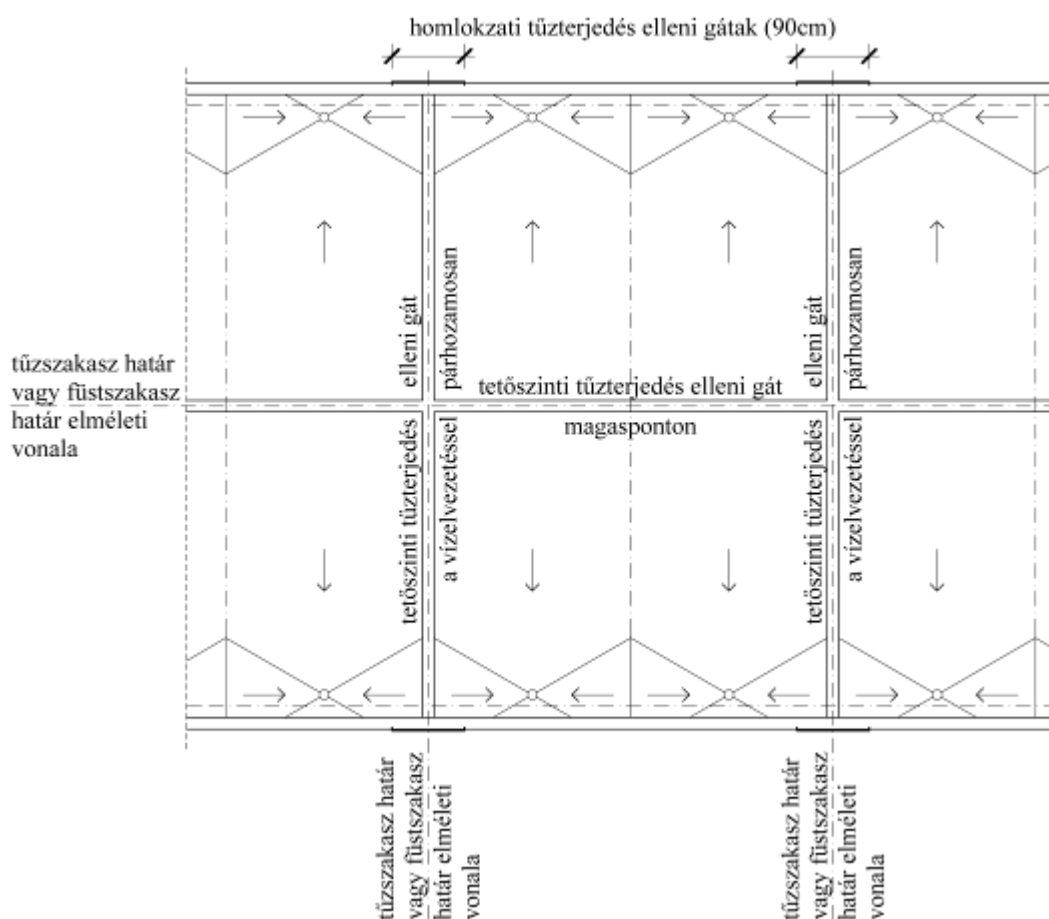 homlokzati tűzterjedés elleni gátak (90cm)
elleni gát
párhozamosan
elleni gát
párhozamosan
tűzszakasz határ
vagy füstszakasz
határ elméleti
vonala
tetőszinti tűzterjedés elleni gát
magasponton
tetőszinti tűzterjedés
a vízelvezetéssel
tetőszinti tűzterjedés
a vízelvezetéssel
tűzszakasz határ
vagy füstszakasz
határ elméleti
vonala
tűzszakasz határ
vagy füstszakasz
határ elméleti
vonala